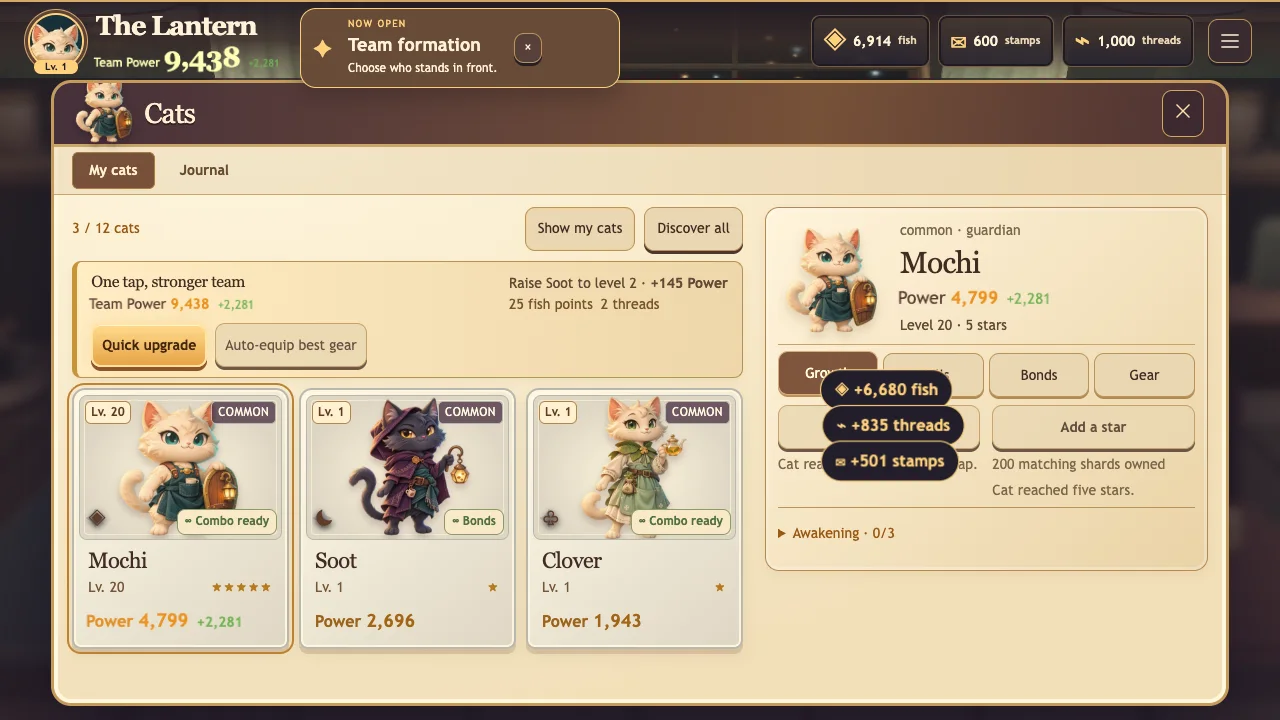 The Lantern
Lv. 1
Team Power 9,438 +2,281
NOW OPEN
Team formation
Choose who stands in front.
6,914 fish
600 stamps
1,000 threads
Cats
My cats
Journal
3 / 12 cats
Show my cats
Discover all
One tap, stronger team
Team Power 9,438 +2,281
Raise Soot to level 2 · +145 Power
25 fish points 2 threads
Quick upgrade
Auto-equip best gear
Lv. 20
COMMON
∞ Combo ready
Mochi
Lv. 20
★★★★★
Power 4,799 +2,281
Lv. 1
COMMON
∞ Bonds
Soot
Lv. 1
★
Power 2,696
Lv. 1
COMMON
∞ Combo ready
Clover
Lv. 1
★
Power 1,943
common · guardian
Mochi
Power 4,799 +2,281
Level 20 · 5 stars
Bonds
Gear
+6,680 fish
+835 threads
+501 stamps
Add a star
Cat
200 matching shards owned
Cat reached five stars.
Awakening · 0/3